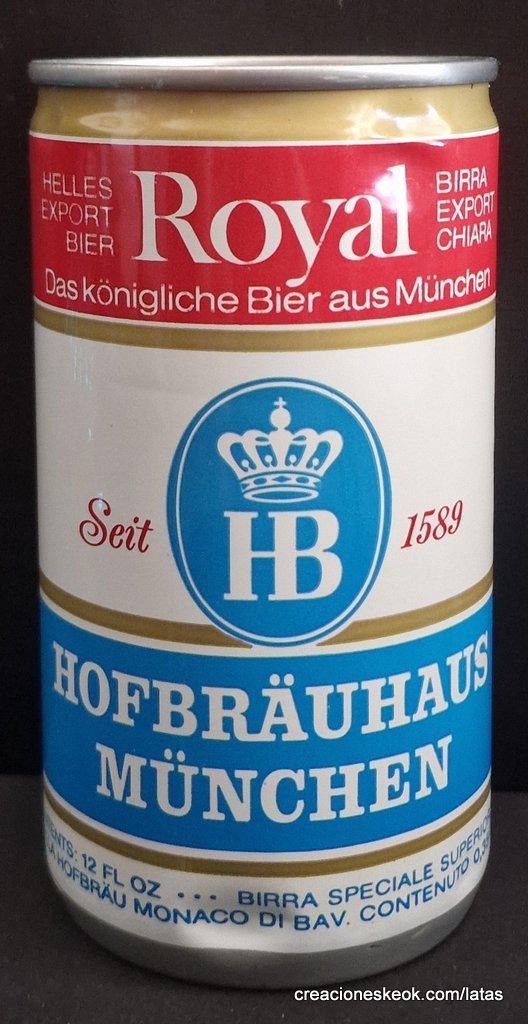 HELLES
EXPORT
BIER
Royal
BIRRA
EXPORT
CHIARA
Das königliche Bier aus München
HB
Seit 1589
HOFBRÄUHAUS
MÜNCHEN
12 FL OZ ... BIRRA SPECIALE
HOFBRÄU MONACO DI BAV. CONTENUTO
creacioneskeok.com/latas